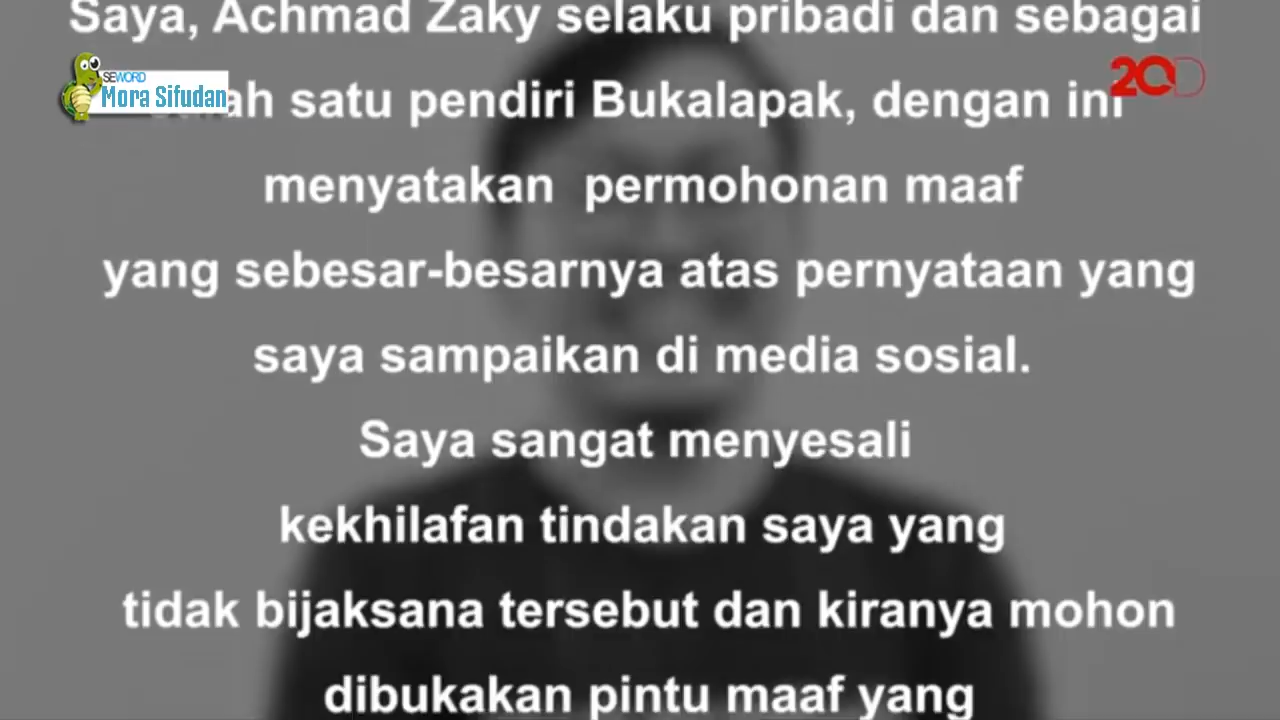 Saya, Achmad Zaky selaku pribadi dan sebagai
SEWORD
Mora Sifudan
20D
satu pendiri Bukalapak, dengan ini
menyatakan permohonan maaf
yang sebesar-besarnya atas pernyataan yang
saya sampaikan di media sosial.
Saya sangat menyesali
kekhilafan tindakan saya yang
tidak bijaksana tersebut dan kiranya mohon
dibukakan pintu maaf yang